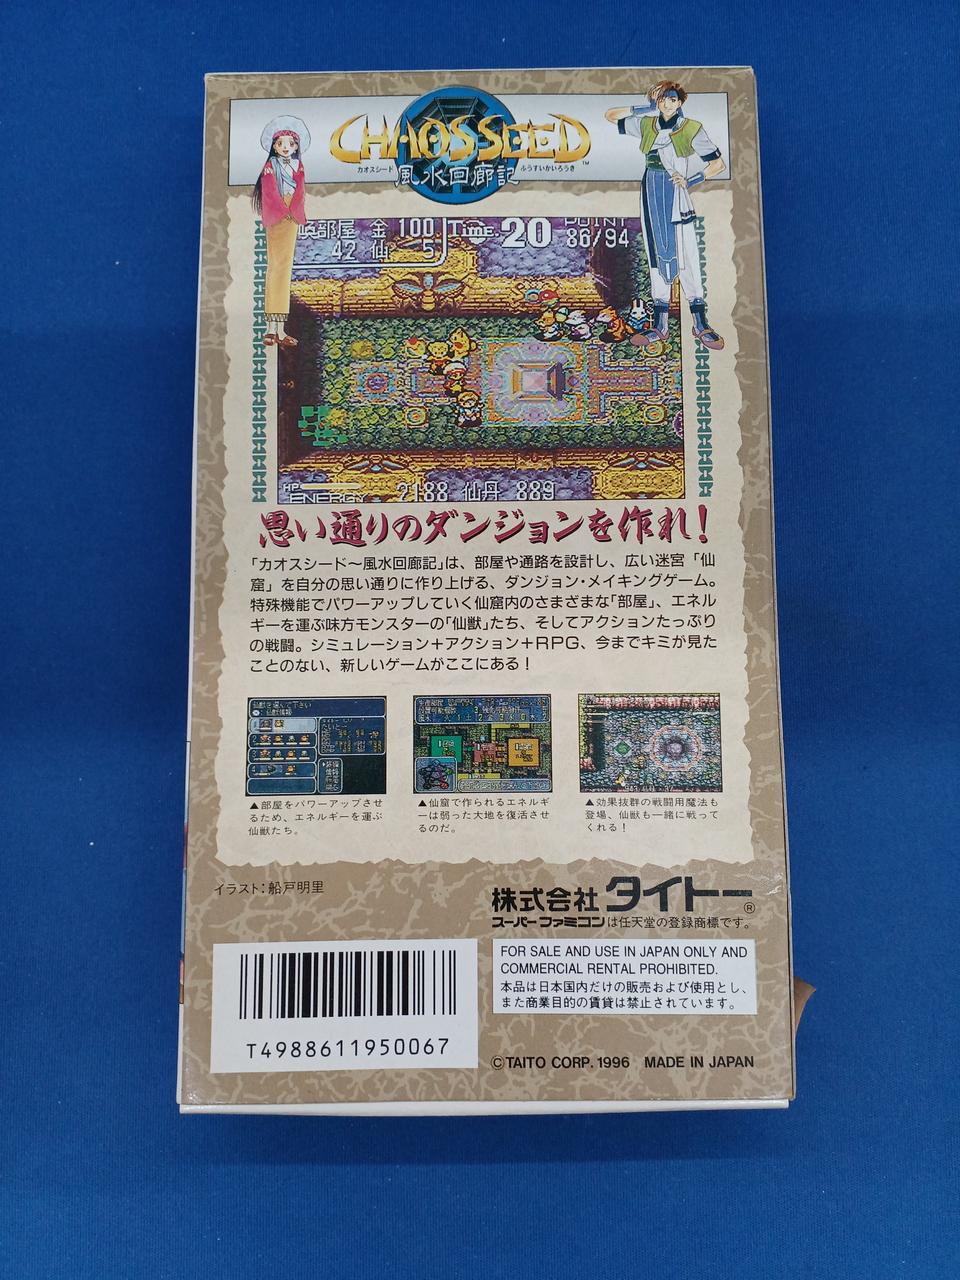 CHAOS SEED™
カオスシード 風水回廊記 ふうすいかいろうき
喚部屋 金 100 Time. 20 POINT
42 仙 5 86/94
HP
ENERGY 2188 仙丹 889
思い通りのダンジョンを作れ!
「カオスシード〜風水回廊記」は、部屋や通路を設計し、広い迷宮「仙
窟」を自分の思い通りに作り上げる、ダンジョン・メイキングゲーム。
特殊機能でパワーアップしていく仙窟内のさまざまな「部屋」、エネル
ギーを運ぶ味方モンスターの「仙獣」たち、そしてアクションたっぷり
の戦闘。シミュレーション+アクション+RPG、今までキミが見た
ことのない、新しいゲームがここにある!
▲部屋をパワーアップさせ
るため、エネルギーを運ぶ
仙獣たち。
▲仙窟で作られるエネルギ
ーは弱った大地を復活させ
るのだ。
▲効果抜群の戦闘用魔法も
登場、仙獣も一緒に戦って
くれる!
イラスト:船戸明里
株式会社 タイトー®
スーパーファミコンは任天堂の登録商標です。
FOR SALE AND USE IN JAPAN ONLY AND
COMMERCIAL RENTAL PROHIBITED.
本品は日本国内だけの販売および使用とし、
また商業目的の賃貸は禁止されています。
T4988611950067
©TAITO CORP. 1996 MADE IN JAPAN